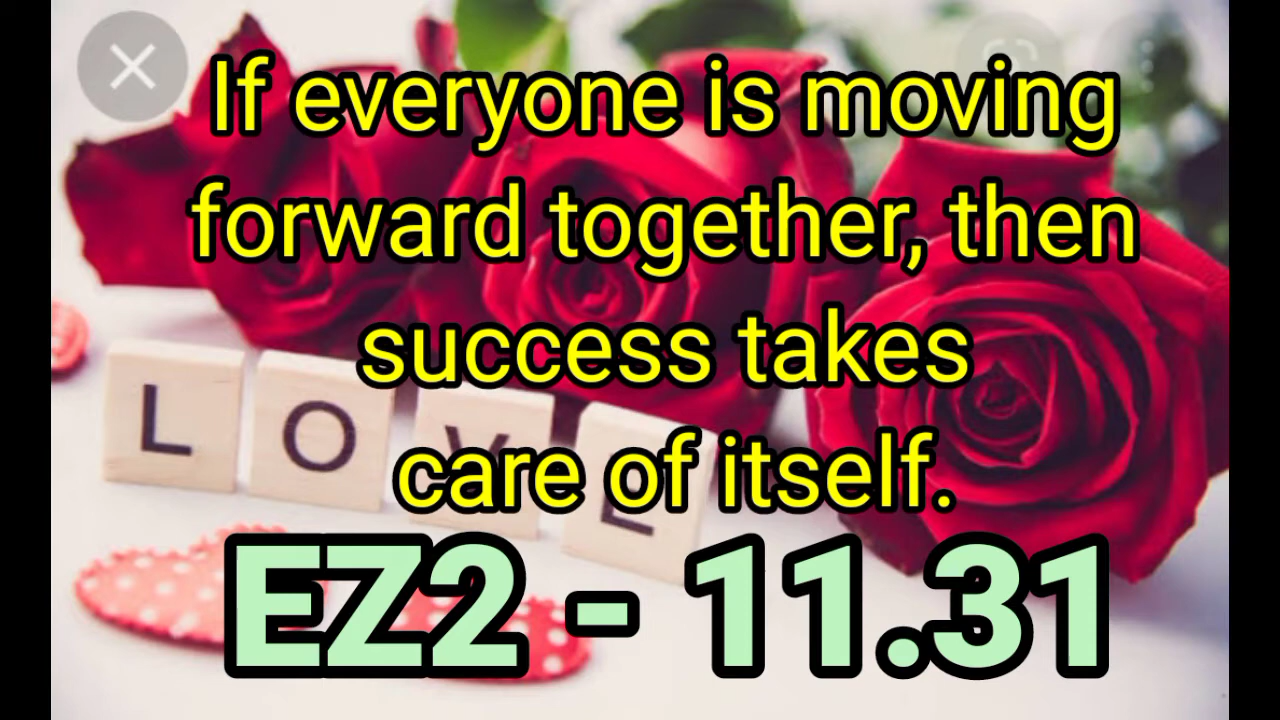 If everyone is moving
forward together, then
success takes
care of itself.
LOVE
EZ2 - 11.31